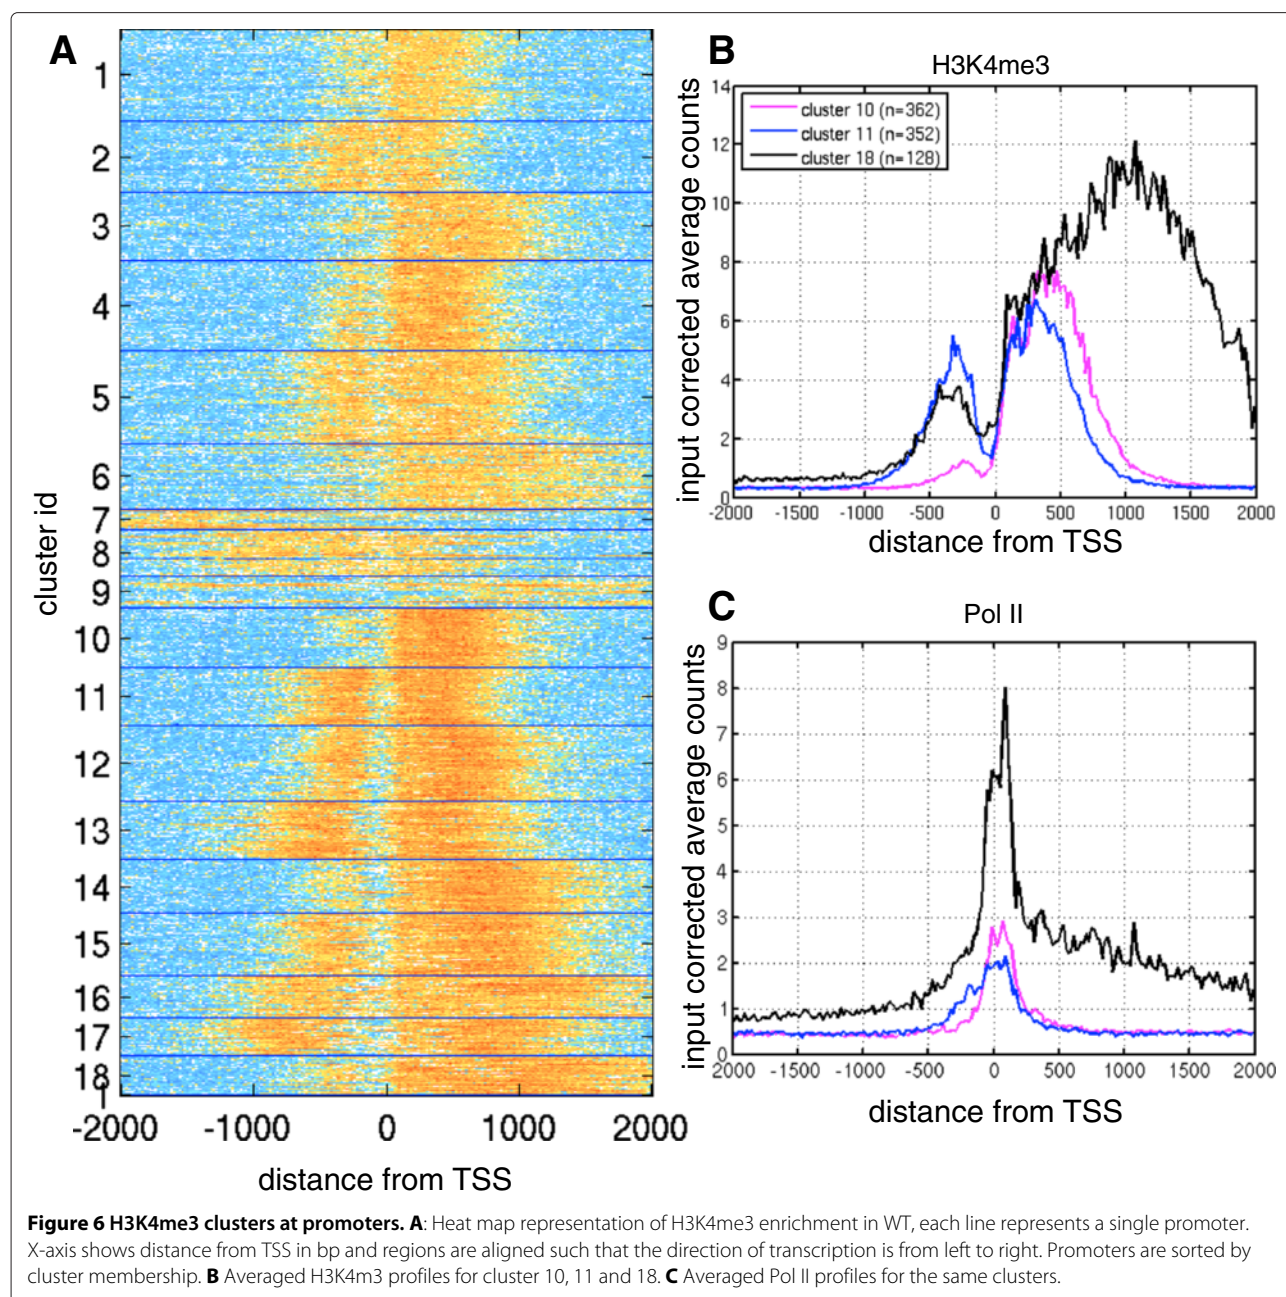 A
1
2
3
4
5
6
7
8
9
10
11
12
13
14
15
16
17
18
cluster id
-2000 -1000 0 1000 2000
distance from TSS
B
H3K4me3
cluster 10 (n=362)
cluster 11 (n=352)
cluster 18 (n=128)
14
12
10
8
6
4
2
0
input corrected average counts
-2000 -1500 -1000 -500 0 500 1000 1500 2000
distance from TSS
C
Pol II
9
8
7
6
5
4
3
2
1
0
input corrected average counts
2000 -1500 -1000 -500 0 500 1000 1500 2000
distance from TSS
Figure 6 H3K4me3 clusters at promoters. A: Heat map representation of H3K4me3 enrichment in WT, each line represents a single promoter.
X-axis shows distance from TSS in bp and regions are aligned such that the direction of transcription is from left to right. Promoters are sorted by
cluster membership. B Averaged H3K4m3 profiles for cluster 10, 11 and 18. C Averaged Pol II profiles for the same clusters.